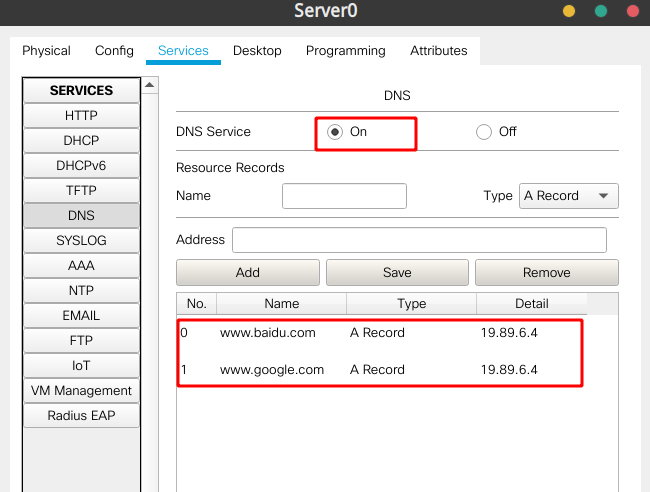 Server0
Physical Config Services Desktop Programming Attributes
SERVICES
HTTP
DHCP
DHCPv6
TFTP
DNS
SYSLOG
AAA
NTP
EMAIL
FTP
IoT
VM Management
Radius EAP
DNS
DNS Service On Off
Resource Records
Name Type A Record
Address
Add Save Remove
No. Name Type Detail
0 www.baidu.com A Record 19.89.6.4
1 www.google.com A Record 19.89.6.4